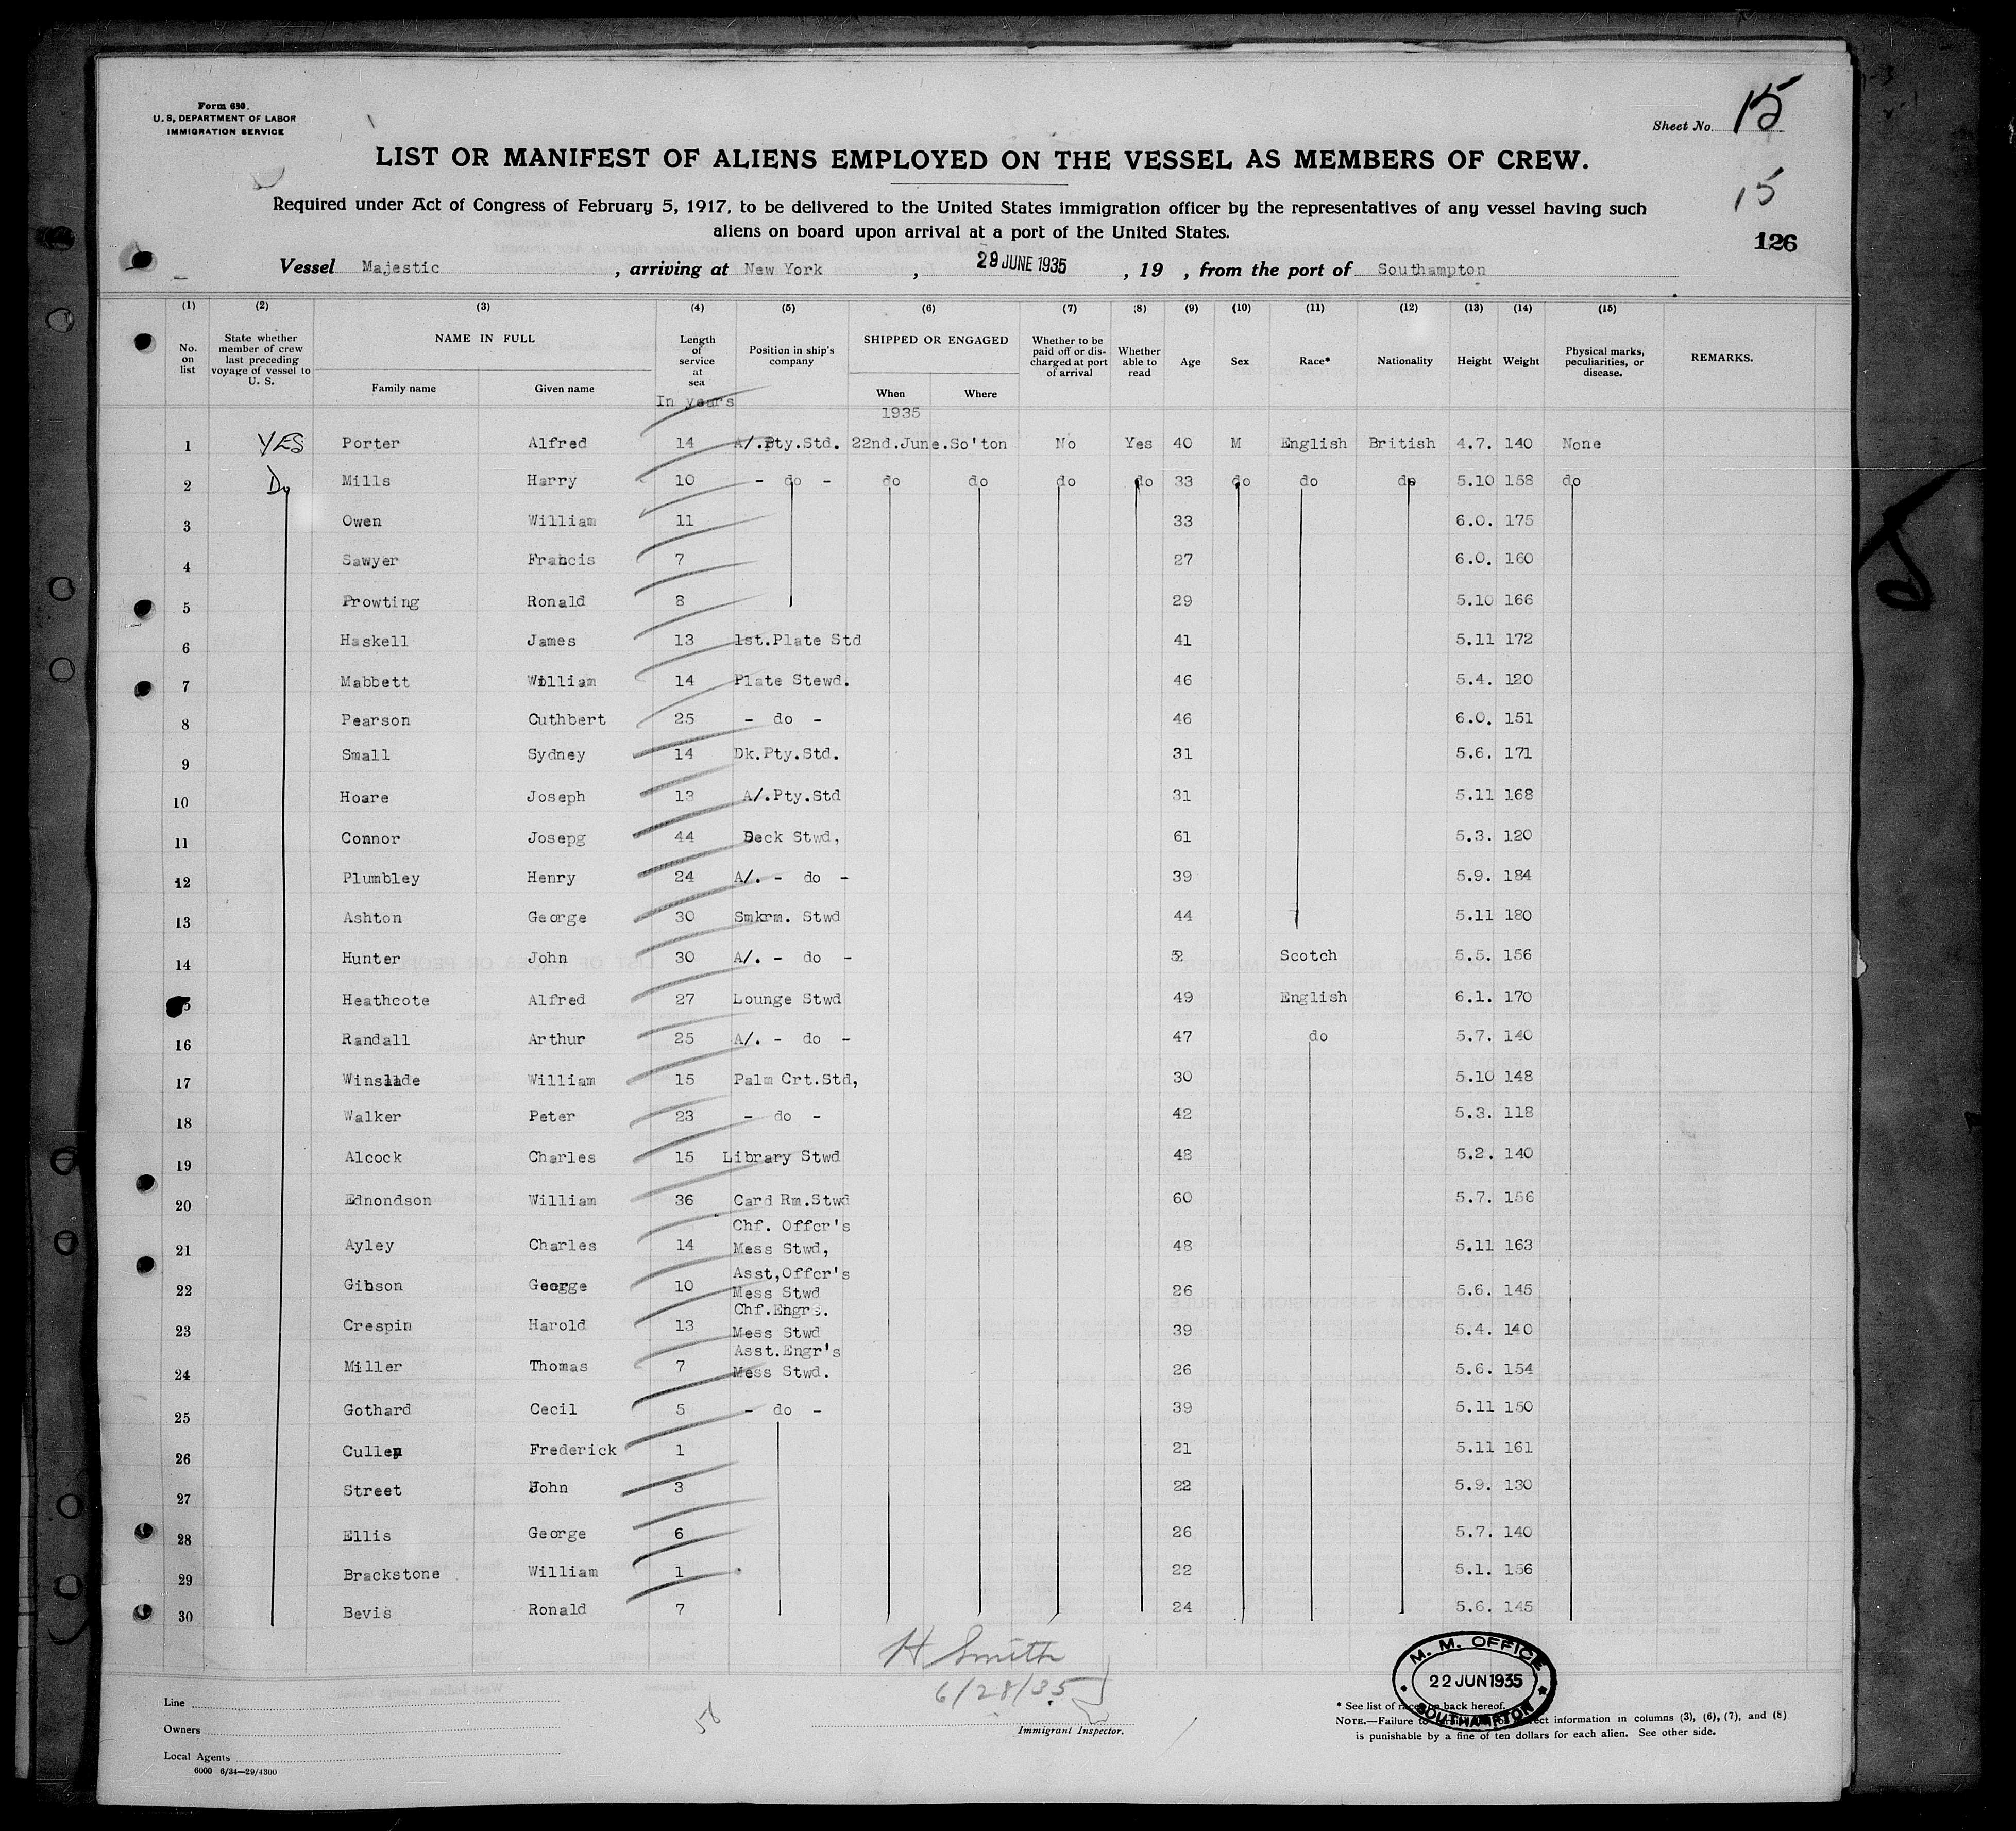 Form 680.
U. S. DEPARTMENT OF LABOR
IMMIGRATION SERVICE
Sheet No. 15
LIST OR MANIFEST OF ALIENS EMPLOYED ON THE VESSEL AS MEMBERS OF CREW.
15
Required under Act of Congress of February 5, 1917, to be delivered to the United States immigration officer by the representatives of any vessel having such
aliens on board upon arrival at a port of the United States.
126
Vessel Majestic, arriving at New York, 29 JUNE 1935, 19 , from the port of Southampton
(1) (2) (3) (4) (5) (6) (7) (8) (9) (10) (11) (12) (13) (14) (15)
No. on list State whether member of crew last preceding voyage of vessel to U. S. NAME IN FULL Family name Given name Length of service at sea In years Position in ship's company SHIPPED OR ENGAGED When Where Whether to be paid off or discharged at port of arrival Whether able to read Age Sex Race* Nationality Height Weight Physical marks, peculiarities, or disease. REMARKS.
1935
1 YES Porter Alfred 14 A/.Pty.Std. 22nd.June.So'ton No Yes 40 M English British 4.7. 140 None
2 Do Mills Harry 10 - do - do do do do 33 do do do 5.10 158 do
3 Owen William 11 33 6.0. 175
4 Sawyer Francis 7 27 6.0. 160
5 Prowting Ronald 8 29 5.10 166
6 Haskell James 13 1st.Plate Std 41 5.11 172
7 Mabbett William 14 Plate Stewd. 46 5.4. 120
8 Pearson Cuthbert 25 - do - 46 6.0. 151
9 Small Sydney 14 Dk.Pty.Std. 31 5.6. 171
10 Hoare Joseph 13 A/.Pty.Std 31 5.11 168
11 Connor Josepg 44 Deck Stwd, 61 5.3. 120
12 Plumbley Henry 24 A/. - do - 39 5.9. 184
13 Ashton George 30 Smkrm. Stwd 44 5.11 180
14 Hunter John 30 A/. - do - 52 Scotch 5.5. 156
15 Heathcote Alfred 27 Lounge Stwd 49 English 6.1. 170
16 Randall Arthur 25 A/. - do - 47 do 5.7. 140
17 Winslade William 15 Palm Crt.Std, 30 5.10 148
18 Walker Peter 23 - do - 42 5.3. 118
19 Alcock Charles 15 Library Stwd 48 5.2. 140
20 Ednondson William 36 Card Rm.Stwd 60 5.7. 156
21 Ayley Charles 14 Chf. Offcr's Mess Stwd, 48 5.11 163
22 Gibson George 10 Asst,Offcr's Mess Stwd 26 5.6. 145
23 Crespin Harold 13 Chf.Engrs. Mess Stwd 39 5.4. 140
24 Miller Thomas 7 Asst.Engr's Mess Stwd. 26 5.6. 154
25 Gothard Cecil 5 - do - 39 5.11 150
26 Cullen Frederick 1 21 5.11 161
27 Street John 3 22 5.9. 130
28 Ellis George 6 26 5.7. 140
29 Brackstone William 1 22 5.1. 156
30 Bevis Ronald 7 24 5.6. 145
H Smith
6/28/35
Immigrant Inspector.
M. M. OFFICE
22 JUN 1935
SOUTHAMPTON
Line
Owners
Local Agents
6000 6/34—29/4300
* See list of races on back hereof.
NOTE.—Failure to information in columns (3), (6), (7), and (8)
is punishable by a fine of ten dollars for each alien. See other side.